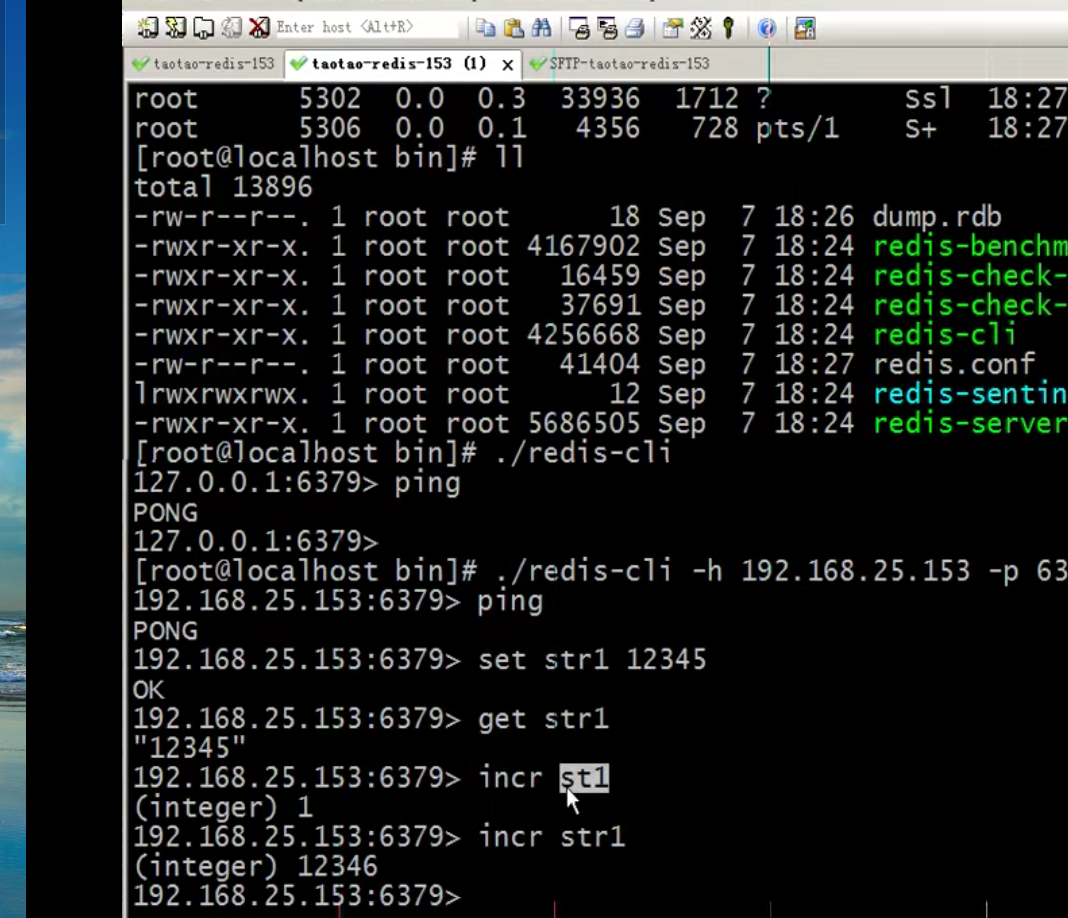 Enter host <Alt+R>
taotao-redis-153 taotao-redis-153 (1) x SFTP-taotao-redis-153
root 5302 0.0 0.3 33936 1712 ? Ssl 18:27
root 5306 0.0 0.1 4356 728 pts/1 S+ 18:27
[root@localhost bin]# ll
total 13896
-rw-r--r--. 1 root root 18 Sep 7 18:26 dump.rdb
-rwxr-xr-x. 1 root root 4167902 Sep 7 18:24 redis-benchm
-rwxr-xr-x. 1 root root 16459 Sep 7 18:24 redis-check-
-rwxr-xr-x. 1 root root 37691 Sep 7 18:24 redis-check-
-rwxr-xr-x. 1 root root 4256668 Sep 7 18:24 redis-cli
-rw-r--r--. 1 root root 41404 Sep 7 18:27 redis.conf
lrwxrwxrwx. 1 root root 12 Sep 7 18:24 redis-sentin
-rwxr-xr-x. 1 root root 5686505 Sep 7 18:24 redis-server
[root@localhost bin]# ./redis-cli
127.0.0.1:6379> ping
PONG
127.0.0.1:6379>
[root@localhost bin]# ./redis-cli -h 192.168.25.153 -p 63
192.168.25.153:6379> ping
PONG
192.168.25.153:6379> set str1 12345
OK
192.168.25.153:6379> get str1
"12345"
192.168.25.153:6379> incr st1
(integer) 1
192.168.25.153:6379> incr str1
(integer) 12346
192.168.25.153:6379>